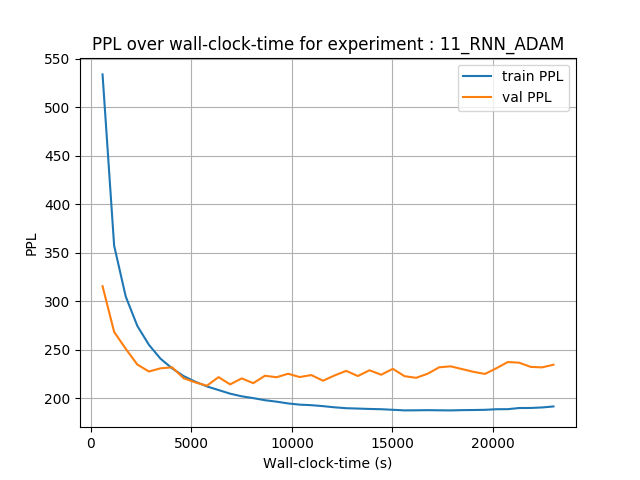 PPL over wall-clock-time for experiment : 11_RNN_ADAM
train PPL
val PPL
550
500
450
400
350
300
250
200
PPL
0 5000 10000 15000 20000
Wall-clock-time (s)